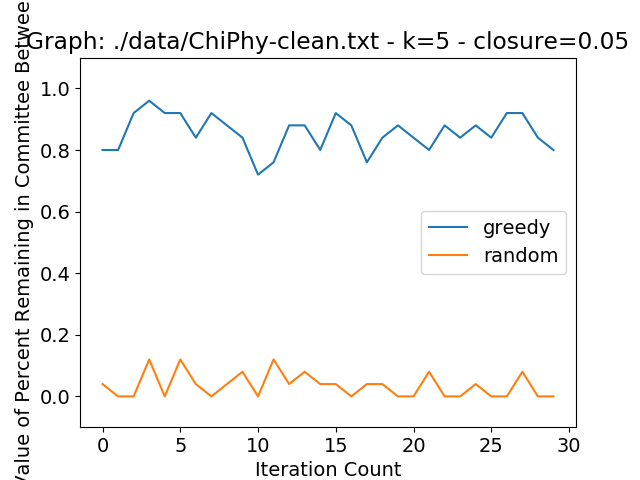 Graph: ./data/ChiPhy-clean.txt - k=5 - closure=0.05
Value of Percent Remaining in Committee Betwee
1.0
0.8
0.6
0.4
0.2
0.0
greedy
random
0
5
10
15
20
25
30
Iteration Count